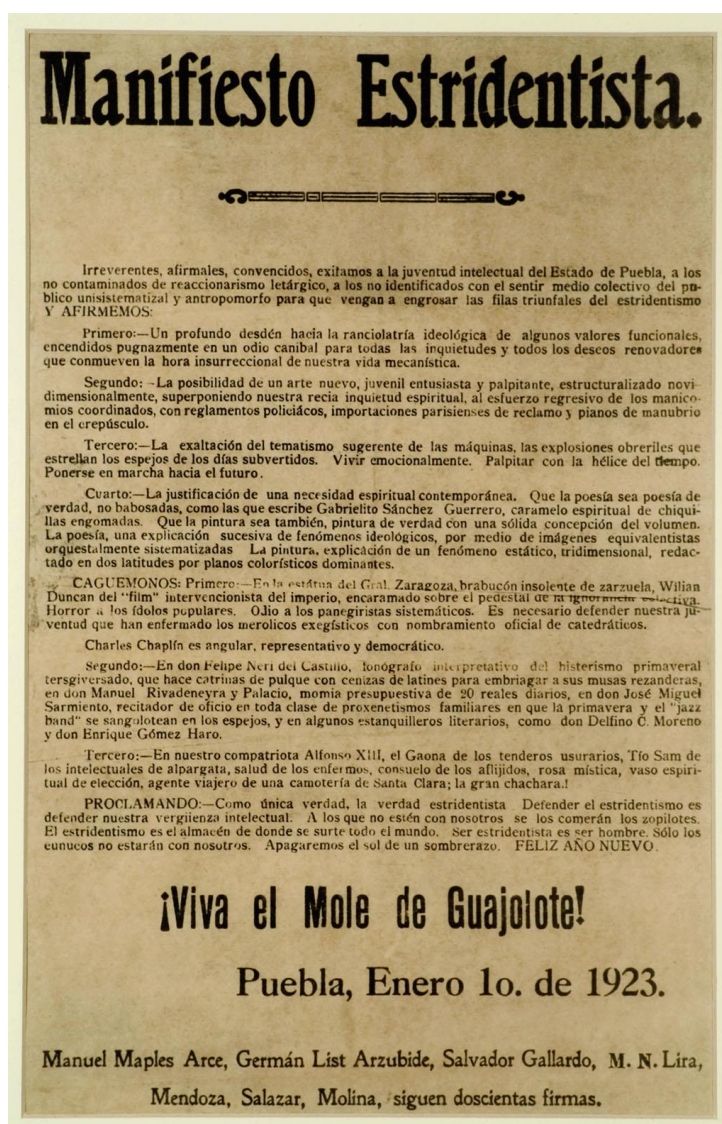 Manifiesto Estridentista.
Irreverentes, afirmales, convencidos, exitamos a la juventud intelectual del Estado de Puebla, a los
no contaminados de reaccionarismo letárgico, a los no identificados con el sentir medio colectivo del pú-
blico unisistematizal y antropomorfo para que vengan a engrosar las filas triunfales del estridentismo
Y AFIRMEMOS:
Primero:—Un profundo desdén hacia la ranciolatría ideológica de algunos valores funcionales,
encendidos pugnazmente en un odio canibal para todas las inquietudes y todos los deseos renovadores
que conmueven la hora insurreccional de nuestra vida mecanística.
Segundo: -La posibilidad de un arte nuevo, juvenil entusiasta y palpitante, estructuralizado novi-
dimensionalmente, superponiendo nuestra recia inquietud espiritual, al esfuerzo regresivo de los manico-
mios coordinados, con reglamentos policiácos, importaciones parisienses de reclamo y pianos de manubrio
en el crepúsculo.
Tercero:—La exaltación del tematismo sugerente de las máquinas, las explosiones obreriles que
estrellan los espejos de los días subvertidos. Vivir emocionalmente. Palpitar con la hélice del tiempo.
Ponerse en marcha hacia el futuro.
Cuarto:—La justificación de una necesidad espiritual contemporánea. Que la poesía sea poesía de
verdad, no babosadas, como las que escribe Gabrielito Sánchez Guerrero, caramelo espiritual de chiqui-
llas engomadas. Que la pintura sea también, pintura de verdad con una sólida concepción del volumen.
La poesía, una explicación sucesiva de fenómenos ideológicos, por medio de imágenes equivalentistas
orquestalmente sistematizadas La pintura, explicación de un fenómeno estático, tridimensional, redac-
tado en dos latitudes por planos colorísticos dominantes.
CAGUEMONOS: Primero:—En la estátua del Gral. Zaragoza, brabucón insolente de zarzuela, Wilian
Duncan del "film" intervencionista del imperio, encaramado sobre el pedestal de la ignorancia colectiva.
Horror a los ídolos populares. Odio a los panegiristas sistemáticos. Es necesario defender nuestra ju-
ventud que han enfermado los merolicos exegísticos con nombramiento oficial de catedráticos.
Charles Chaplín es angular, representativo y democrático.
Segundo:—En don Felipe Neri del Castillo, fonógrafo interpretativo del histerismo primaveral
tersgiversado, que hace catrinas de pulque con cenizas de latines para embriagar a sus musas rezanderas,
en don Manuel Rivadeneyra y Palacio, momia presupuestiva de 20 reales diarios, en don José Miguel
Sarmiento, recitador de oficio en toda clase de proxenetismos familiares en que la primavera y el "jazz
band" se sangolotean en los espejos, y en algunos estanquilleros literarios, como don Delfino C. Moreno
y don Enrique Gómez Haro.
Tercero:—En nuestro compatriota Alfonso XIII, el Gaona de los tenderos usurarios, Tío Sam de
los intelectuales de alpargata, salud de los enfermos, consuelo de los aflijidos, rosa mística, vaso espiri-
tual de elección, agente viajero de una camotería de Santa Clara; la gran chachara.!
PROCLAMANDO:—Como única verdad, la verdad estridentista Defender el estridentismo es
defender nuestra vergüenza intelectual. A los que no estén con nosotros se los comerán los zopilotes.
El estridentismo es el almacén de donde se surte todo el mundo. Ser estridentista es ser hombre. Sólo los
eunucos no estarán con nosotros. Apagaremos el sol de un sombrerazo. FELIZ AÑO NUEVO.
¡Viva el Mole de Guajolote!
Puebla, Enero 1o. de 1923.
Manuel Maples Arce, Germán List Arzubide, Salvador Gallardo, M. N. Lira,
Mendoza, Salazar, Molina, siguen doscientas firmas.